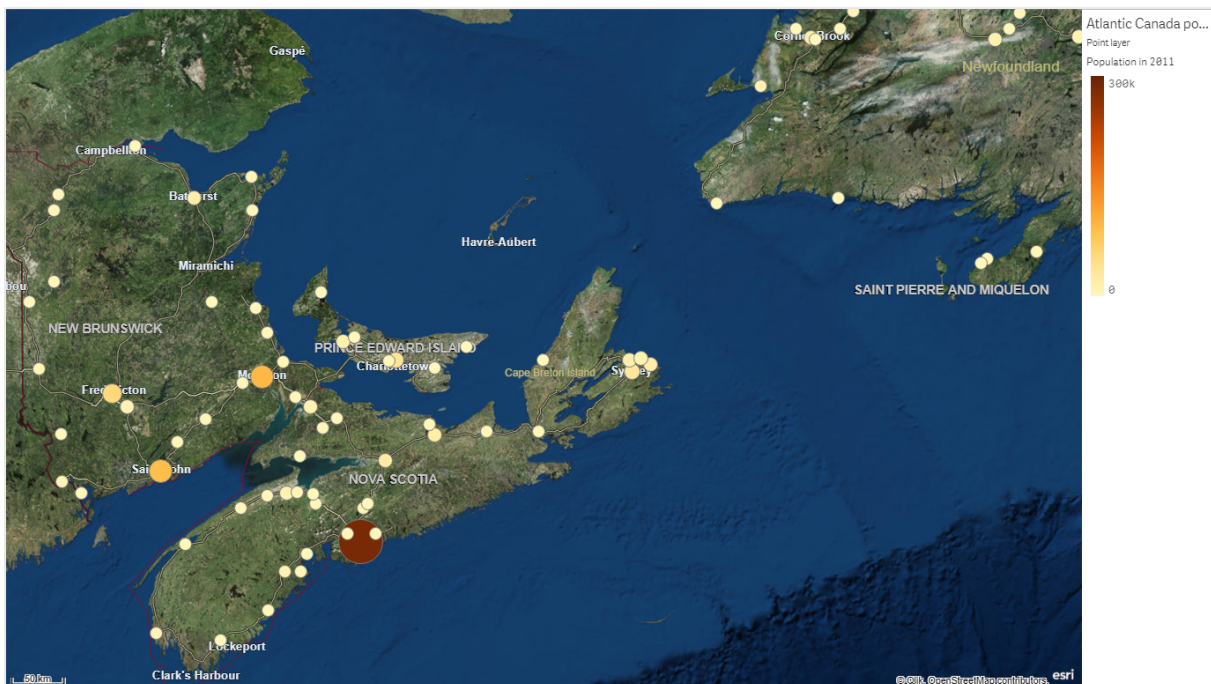 Atlantic Canada po...
Point layer
Population in 2011
300k
0
Gaspé
Corner Brook
Newfoundland
Campbellton
Bathurst
Havre-Aubert
Miramichi
bou
SAINT PIERRE AND MIQUELON
NEW BRUNSWICK
PRINCE EDWARD ISLAND
Charlottetown
Cape Breton Island
Sydney
Moncton
Fredericton
Saint John
NOVA SCOTIA
Lockeport
Clark's Harbour
50 km
© Qlik, OpenStreetMap contributors,
esri